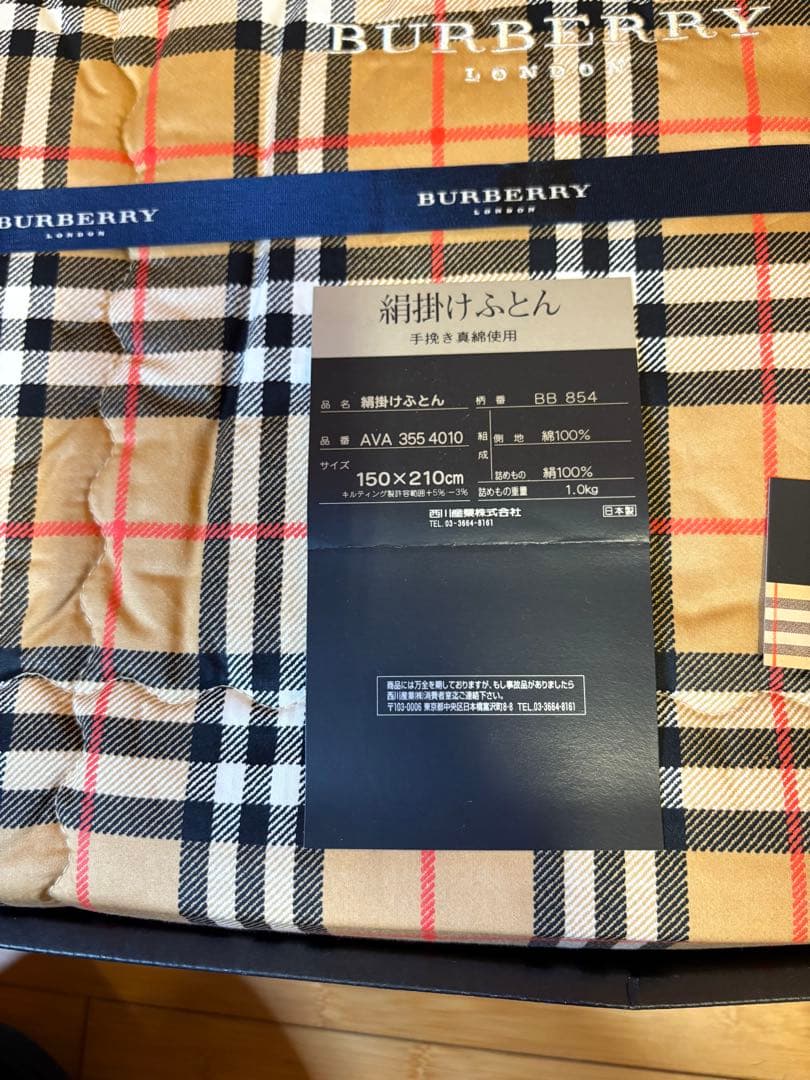 BURBERRY
LONDON
BURBERRY
LONDON
BURBERRY
LONDON
絹掛けふとん
手挽き真綿使用
品名 絹掛けふとん 柄番 BB 854
品番 AVA 355 4010 組成 側地 綿100%
サイズ 150×210cm 詰めもの 絹100%
キルティング製許容範囲+5% -3% 詰めもの重量 1.0kg
西川産業株式会社 日本製
TEL.03-3664-8161
商品には万全を期しておりますが、もし事故品がありましたら
西川産業㈱消費者室迄ご連絡下さい。
〒103-0006 東京都中央区日本橋富沢町8-8 TEL.03-3664-8161